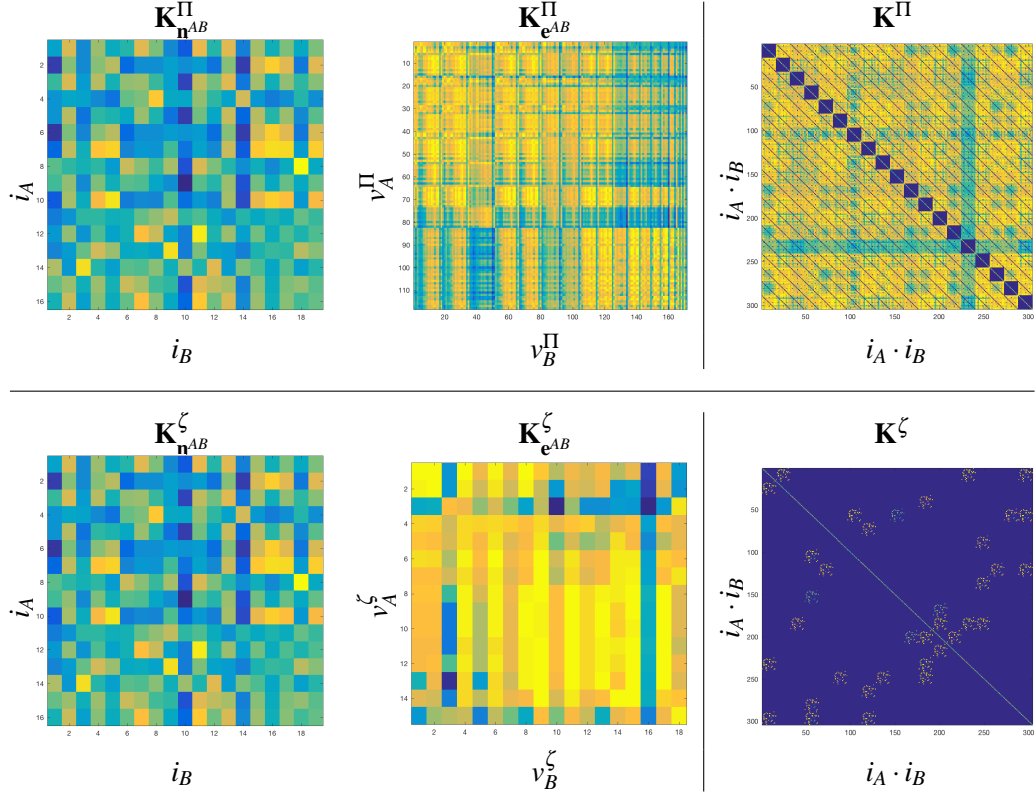 K_{n^{AB}}^Π K_{e^{AB}}^Π K^Π
2 4 6 8 10 12 14 16
i_A
2 4 6 8 10 12 14 16 18
i_B
10 20 30 40 50 60 70 80 90 100 110
v_A^Π
20 40 60 80 100 120 140 160
v_B^Π
50 100 150 200 250 300
i_A · i_B
50 100 150 200 250 300
i_A · i_B
K_{n^{AB}}^ζ K_{e^{AB}}^ζ K^ζ
2 4 6 8 10 12 14 16
i_A
2 4 6 8 10 12 14 16 18
i_B
2 4 6 8 10 12 14
v_A^ζ
2 4 6 8 10 12 14 16 18
v_B^ζ
50 100 150 200 250 300
i_A · i_B
50 100 150 200 250 300
i_A · i_B